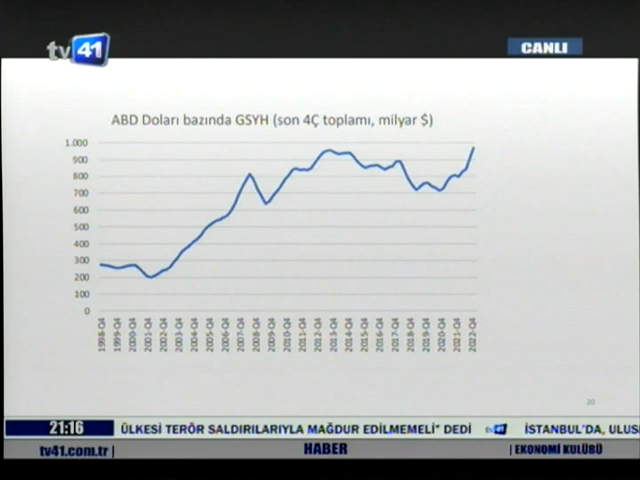 tv 41
CANLI
ABD Doları bazında GSYH (son 4Ç toplamı, milyar $)
1.000
900
800
700
600
500
400
300
200
100
0
1998-Q4
1999-Q4
2000-Q4
2001-Q4
2002-Q4
2003-Q4
2004-Q4
2005-Q4
2006-Q4
2007-Q4
2008-Q4
2009-Q4
2010-Q4
2011-Q4
2012-Q4
2013-Q4
2014-Q4
2015-Q4
2016-Q4
2017-Q4
2018-Q4
2019-Q4
2020-Q4
2021-Q4
2022-Q4
20
21:16 ÜLKESİ TERÖR SALDIRILARIYLA MAĞDUR EDİLMEMELİ" DEDİ tv 41 İSTANBUL'DA, ULUS
tv41.com.tr | HABER | EKONOMİ KULÜBÜ